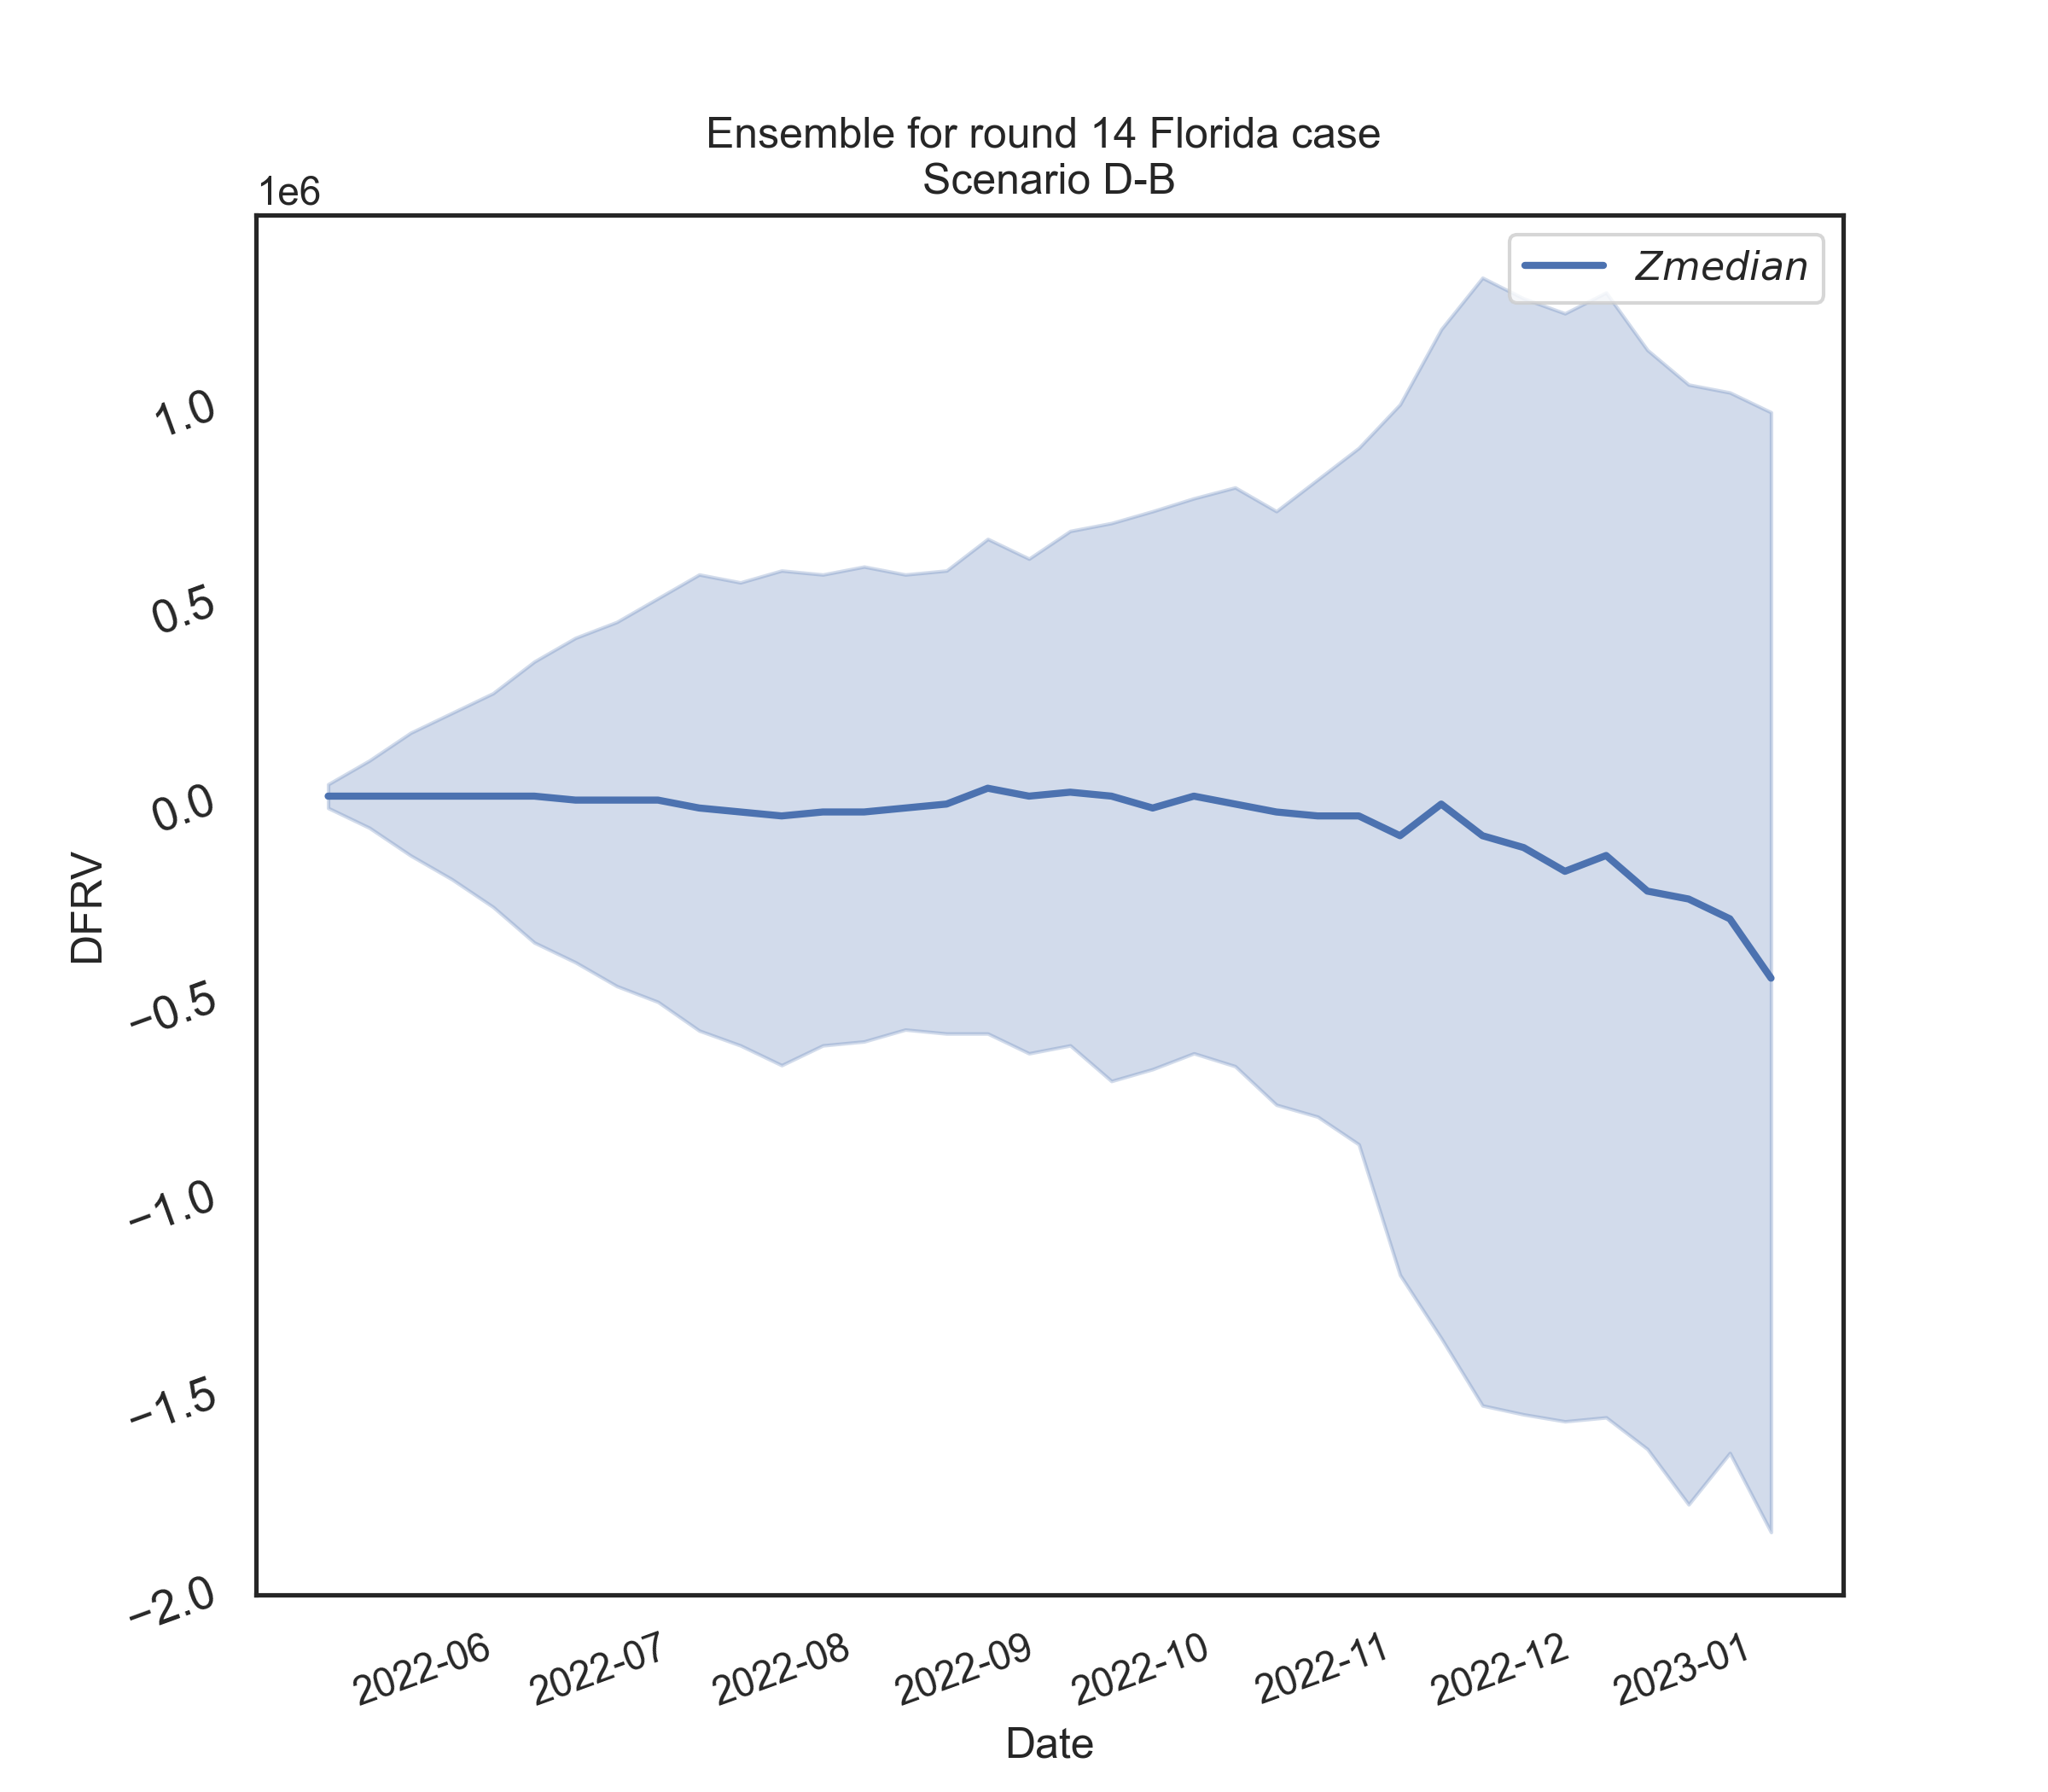 Ensemble for round 14 Florida case
Scenario D-B
1e6
Zmedian
1.0
0.5
0.0
−0.5
−1.0
−1.5
−2.0
DFRV
2022-06 2022-07 2022-08 2022-09 2022-10 2022-11 2022-12 2023-01
Date